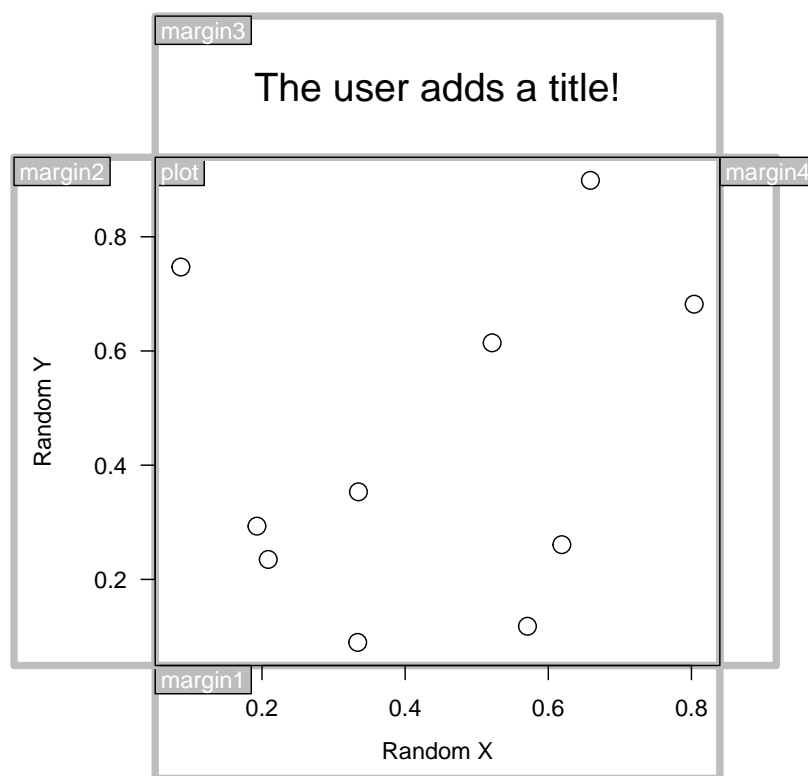 margin3
The user adds a title!
margin2
plot
margin4
0.8
0.6
0.4
0.2
Random Y
margin1
0.2 0.4 0.6 0.8
Random X